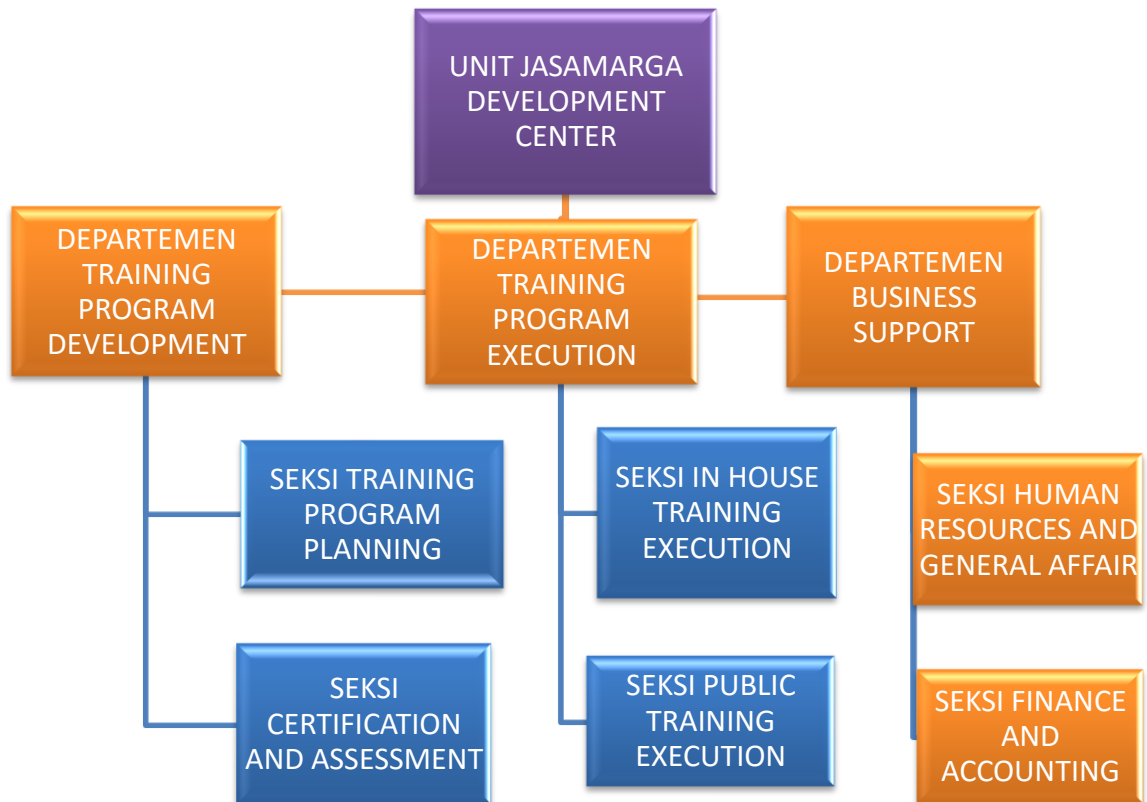 UNIT JASAMARGA
DEVELOPMENT
CENTER
DEPARTEMEN
TRAINING
PROGRAM
DEVELOPMENT
DEPARTEMEN
TRAINING
PROGRAM
EXECUTION
DEPARTEMEN
BUSINESS
SUPPORT
SEKSI TRAINING
PROGRAM
PLANNING
SEKSI IN HOUSE
TRAINING
EXECUTION
SEKSI HUMAN
RESOURCES AND
GENERAL AFFAIR
SEKSI
CERTIFICATION
AND ASSESSMENT
SEKSI PUBLIC
TRAINING
EXECUTION
SEKSI FINANCE
AND
ACCOUNTING